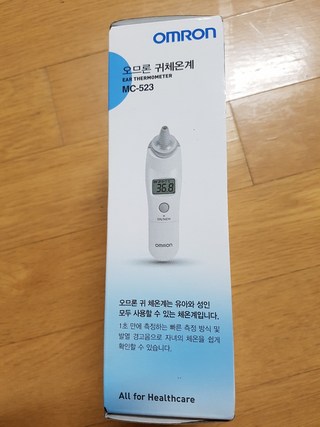 OMRON
오므론 귀체온계
EAR THERMOMETER
MC-523
36.8
OMRON
오므론 귀 체온계는 유아와 성인
모두 사용할 수 있는 체온계입니다.
1초 만에 측정하는 빠른 측정 방식 및
발열 경고음으로 자녀의 체온을 쉽게
확인할 수 있습니다.
All for Healthcare